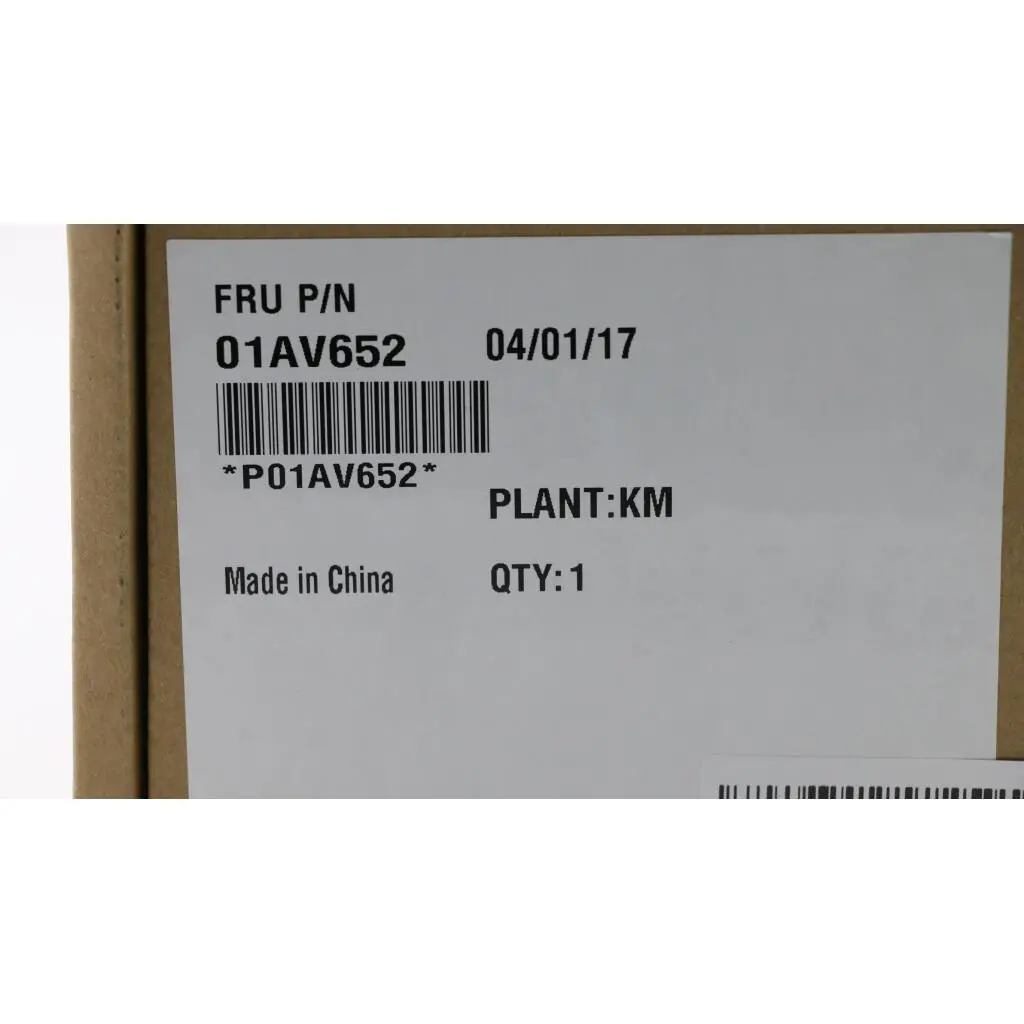 FRU P/N
01AV652 04/01/17
*P01AV652*
PLANT:KM
Made in China QTY: 1